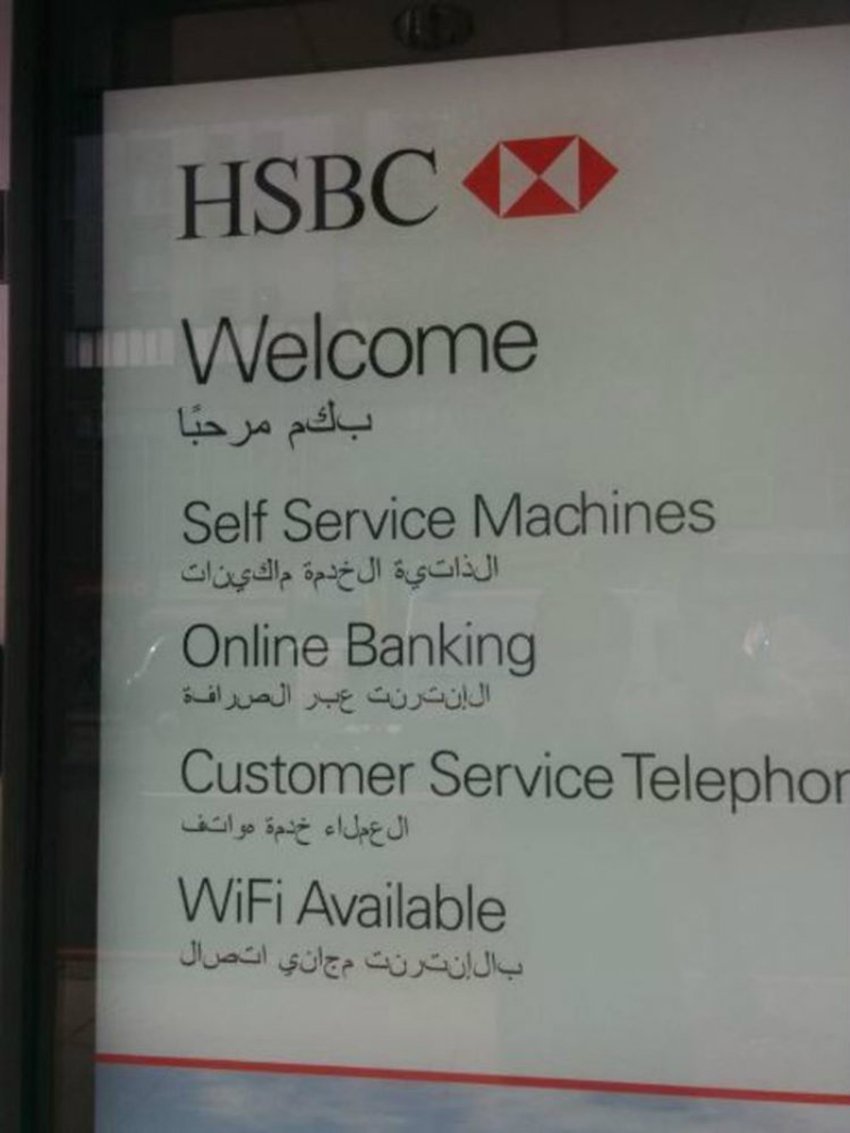 HSBC
Welcome
بكم مرحبًا
Self Service Machines
الذاتية الخدمة ماكينات
Online Banking
الإنترنت عبر الصرافة
Customer Service Telephon
العملاء خدمة هواتف
WiFi Available
بالإنترنت مجاني اتصال